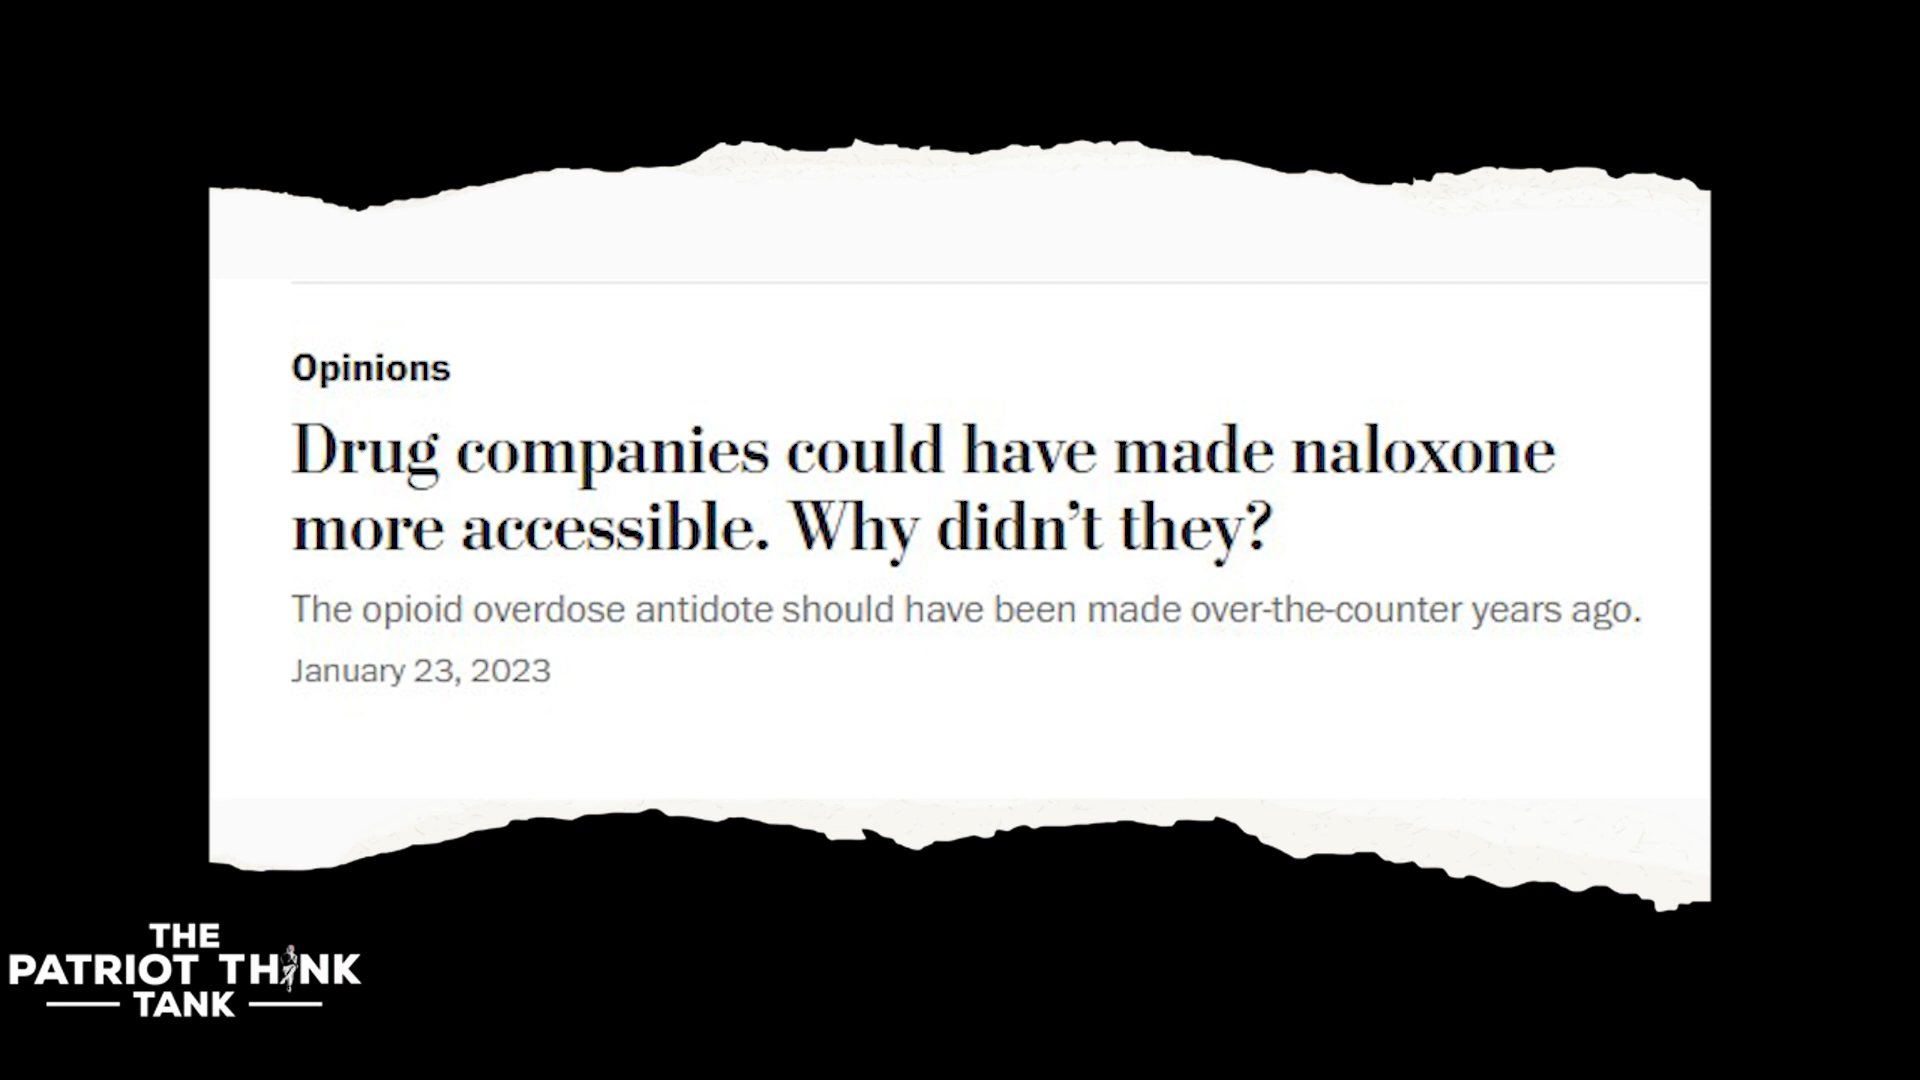 Opinions
Drug companies could have made naloxone
more accessible. Why didn’t they?
The opioid overdose antidote should have been made over-the-counter years ago.
January 23, 2023
THE
PATRIOT THINK
TANK